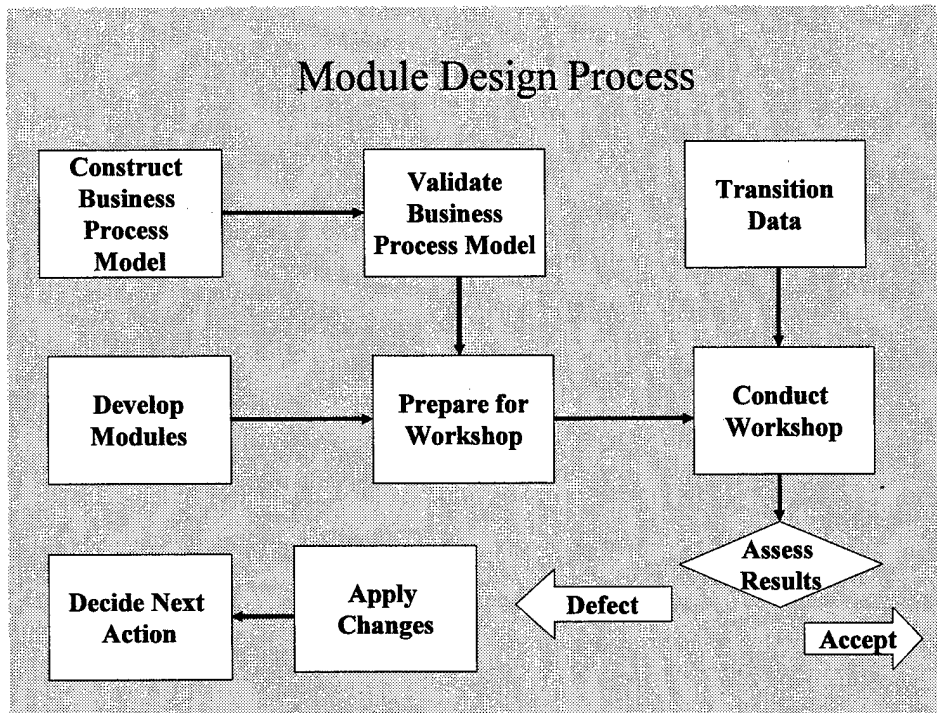 Module Design Process
Construct
Business
Process
Model
Validate
Business
Process Model
Transition
Data
Develop
Modules
Prepare for
Workshop
Conduct
Workshop
Assess
Results
Defect
Accept
Apply
Changes
Decide Next
Action